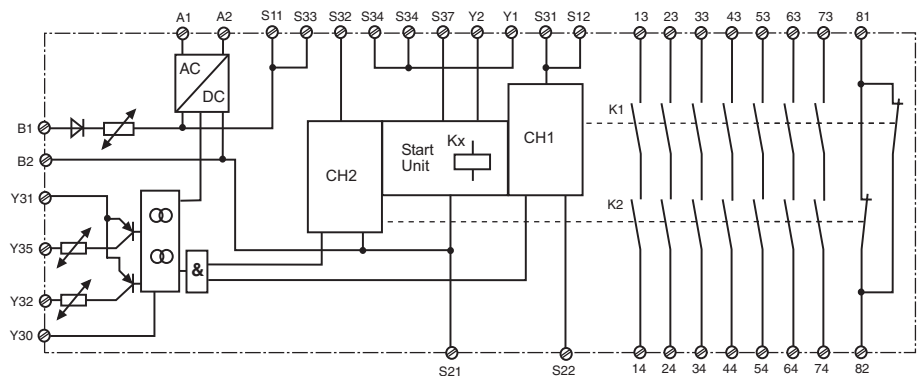 A1 A2 S11 S33 S32 S34 S34 S37 Y2 Y1 S31 S12 13 23 33 43 53 63 73 81
AC
DC
B1
K1
Kx
Start
Unit
CH1
B2
CH2
Y31
K2
Y35
&
Y32
Y30
S21 S22 14 24 34 44 54 64 74 82